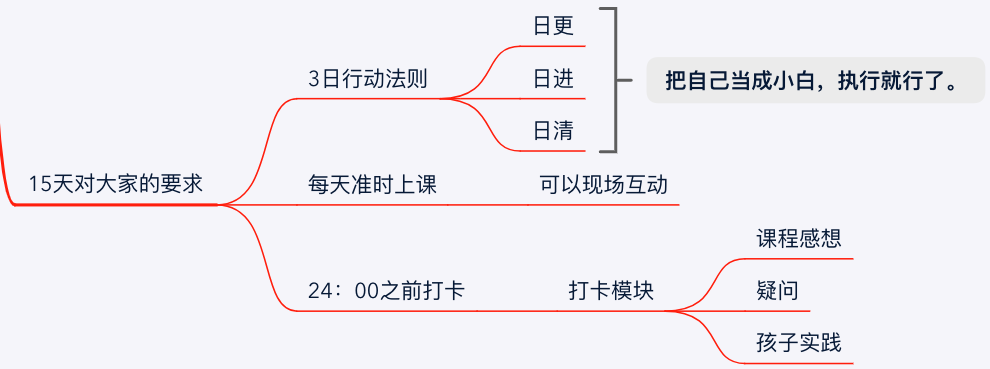 15天对大家的要求
3日行动法则
日更
日进
日清
把自己当成小白，执行就行了。
每天准时上课
可以现场互动
24：00之前打卡
打卡模块
课程感想
疑问
孩子实践